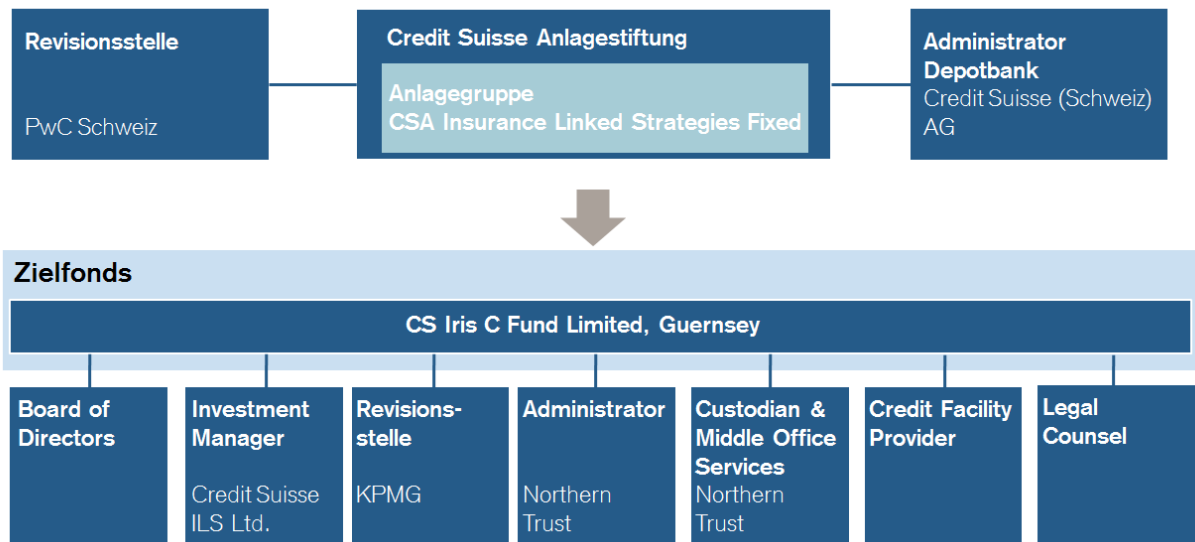 Revisionsstelle
PwC Schweiz
Credit Suisse Anlagestiftung
Anlagegruppe
CSA Insurance Linked Strategies Fixed
Administrator
Depotbank
Credit Suisse (Schweiz)
AG
Zielfonds
CS Iris C Fund Limited, Guernsey
Board of
Directors
Investment
Manager
Credit Suisse
ILS Ltd.
Revisions-
stelle
KPMG
Administrator
Northern
Trust
Custodian &
Middle Office
Services
Northern
Trust
Credit Facility
Provider
Legal
Counsel